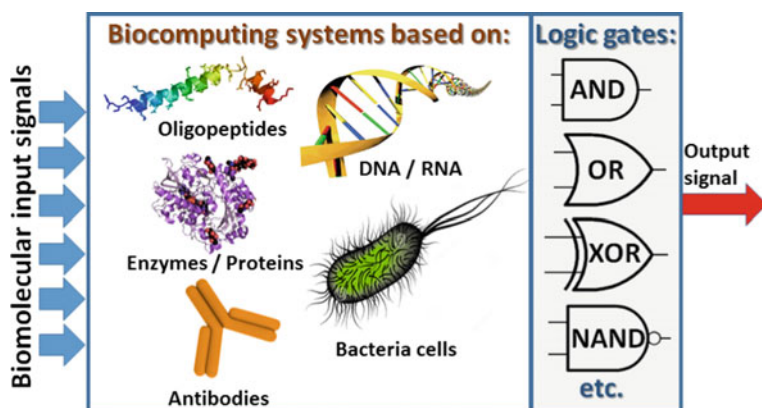 Biomolecular input signals
Biocomputing systems based on:
Oligopeptides
DNA / RNA
Enzymes / Proteins
Bacteria cells
Antibodies
Logic gates:
AND
OR
XOR
NAND
etc.
Output
signal